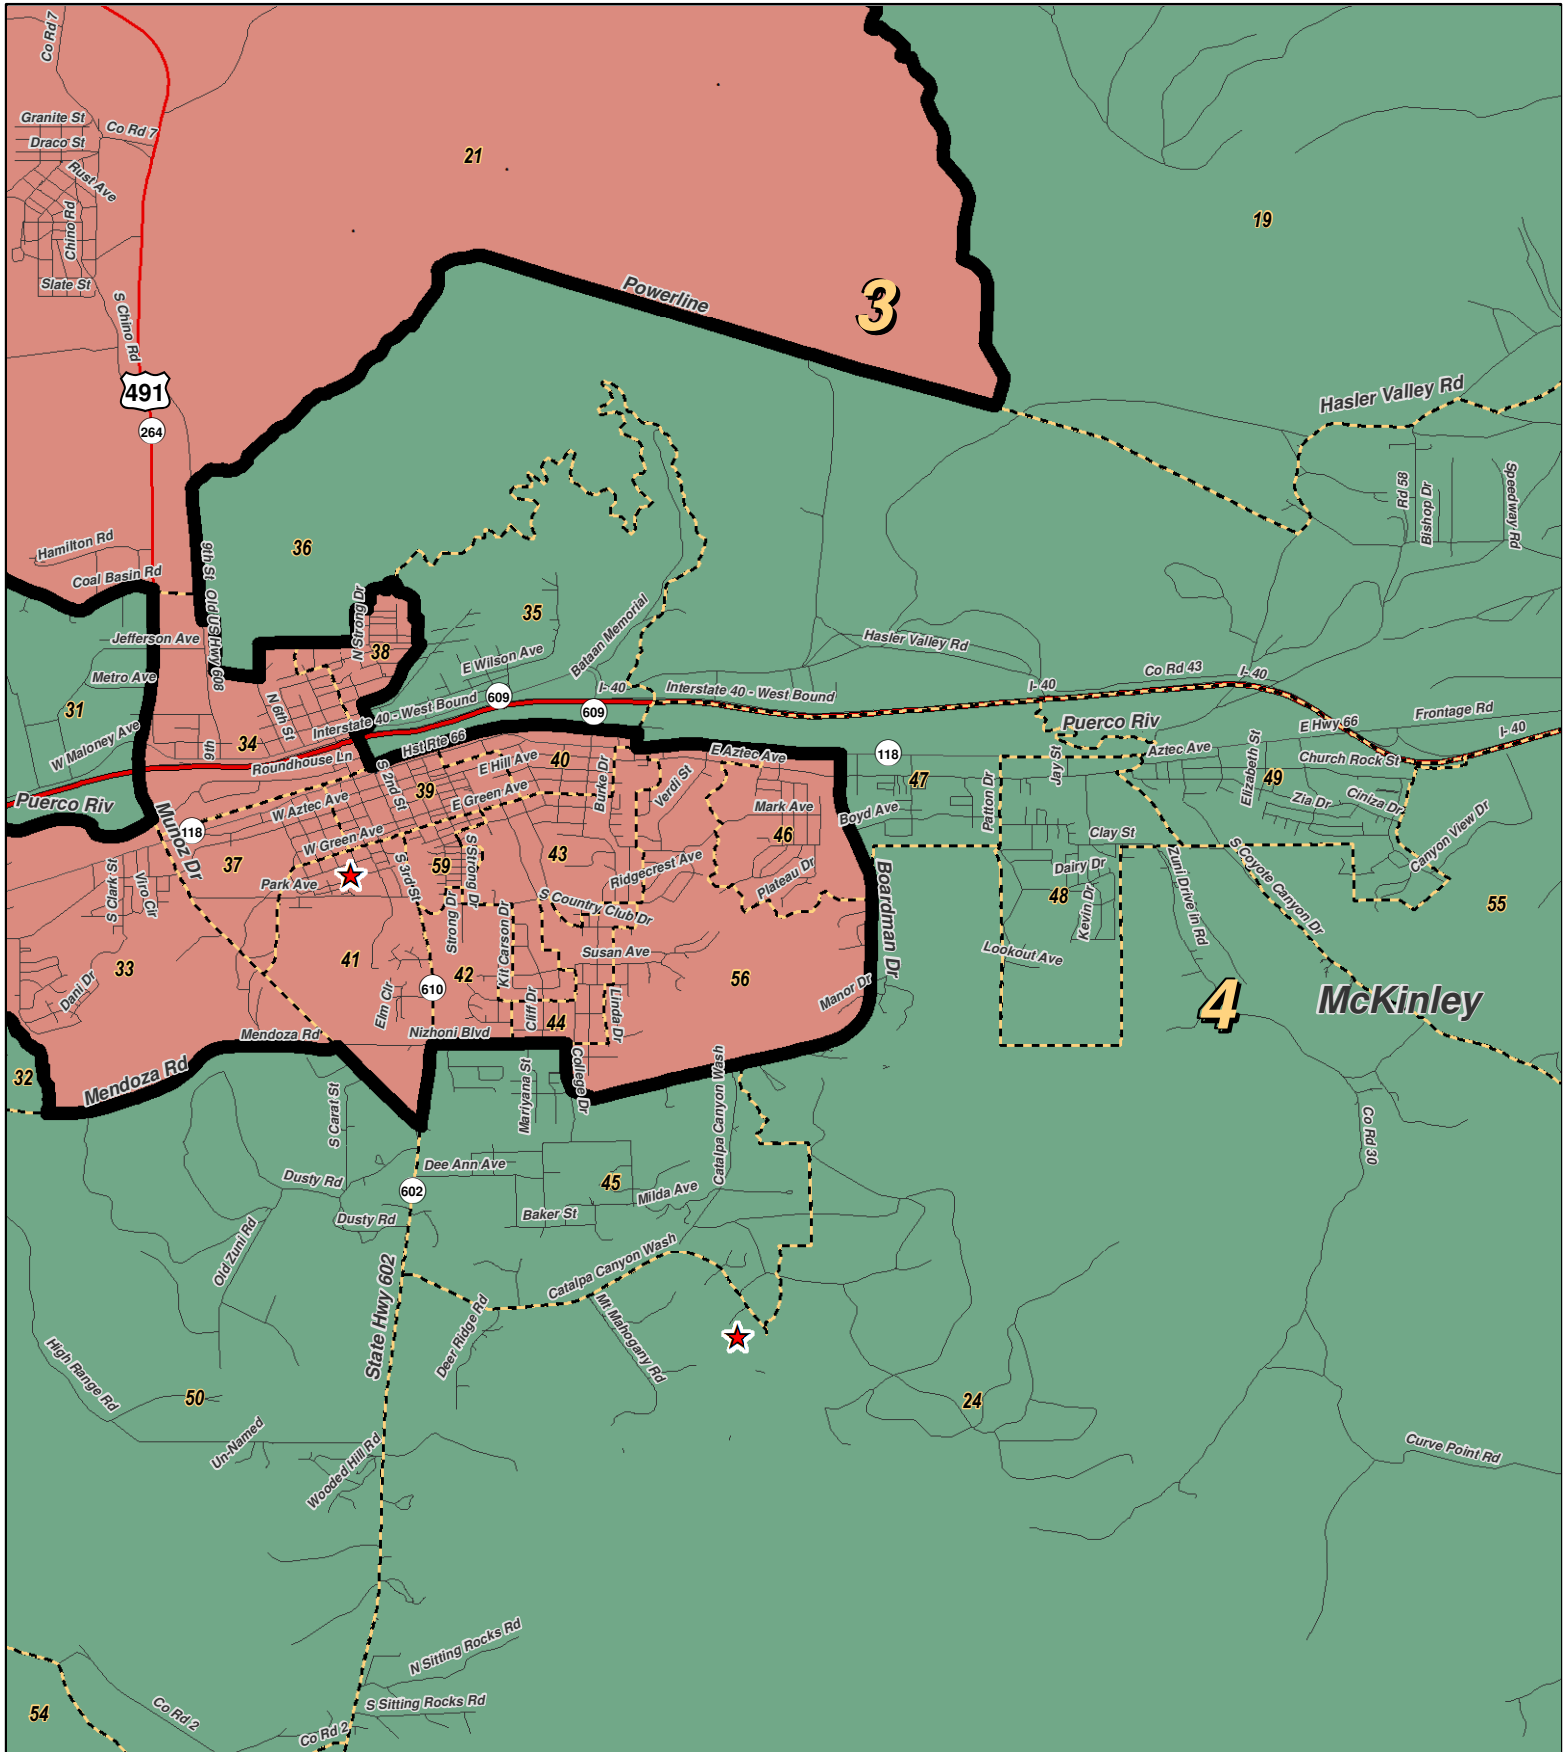 Co Rd 7
Granite St
Co Rd 7
Draco St
21
Rust Ave
19
Chino Rd
Slate St
Powerline
3
S Chino Rd
491
Hasler Valley Rd
264
Rd 58
Bishop Dr
Speedway Rd
Hamilton Rd
36
9th St
Coal Basin Rd
Old US Hwy 608
N Strong Dr
35
Bataan Memorial
Jefferson Ave
38
E Wilson Ave
Hasler Valley Rd
Metro Ave
Co Rd 43
I- 40
31
N 6th St
Interstate 40 - West Bound
609
I- 40
Interstate 40 - West Bound
I- 40
609
Puerco Riv
E Hwy 66
Frontage Rd
I- 40
W Maloney Ave
9th
34
Hst Rte 66
Roundhouse Ln
E Hill Ave
40
E Aztec Ave
118
Aztec Ave
Jay St
Elizabeth St
Church Rock St
S 2nd St
39
Burke Dr
Verdi St
47
Patton Dr
49
Puerco Riv
W Aztec Ave
E Green Ave
Mark Ave
Boyd Ave
Zia Dr
Ciniza Dr
118
Munoz Dr
W Green Ave
46
Clay St
Canyon View Dr
37
S 3rd St
59
S Strong Dr
43
Ridgecrest Ave
Plateau Dr
Boardman Dr
Dairy Dr
Zuni Drive in Rd
S Coyote Canyon Dr
S Clark St
Viro Cir
Park Ave
48
Kevin Dr
55
Strong Dr
Kit Carson Dr
S Country Club Dr
33
41
42
Susan Ave
56
Lookout Ave
Dani Dr
610
Elm Cir
Cliff Dr
Linda Dr
Manor Dr
4
McKinley
Mendoza Rd
Nizhoni Blvd
44
32
Mendoza Rd
S Carat St
Mariyana St
College Dr
Catalpa Canyon Wash
Co Rd 30
Dusty Rd
Dee Ann Ave
602
45
Milda Ave
Dusty Rd
Baker St
Old Zuni Rd
Catalpa Canyon Wash
State Hwy 602
Deer Ridge Rd
Mt Mahogany Rd
High Range Rd
50
24
Un-Named
Wooded Hill Rd
Curve Point Rd
N Sitting Rocks Rd
S Sitting Rocks Rd
54
Co Rd 2
Co Rd 2